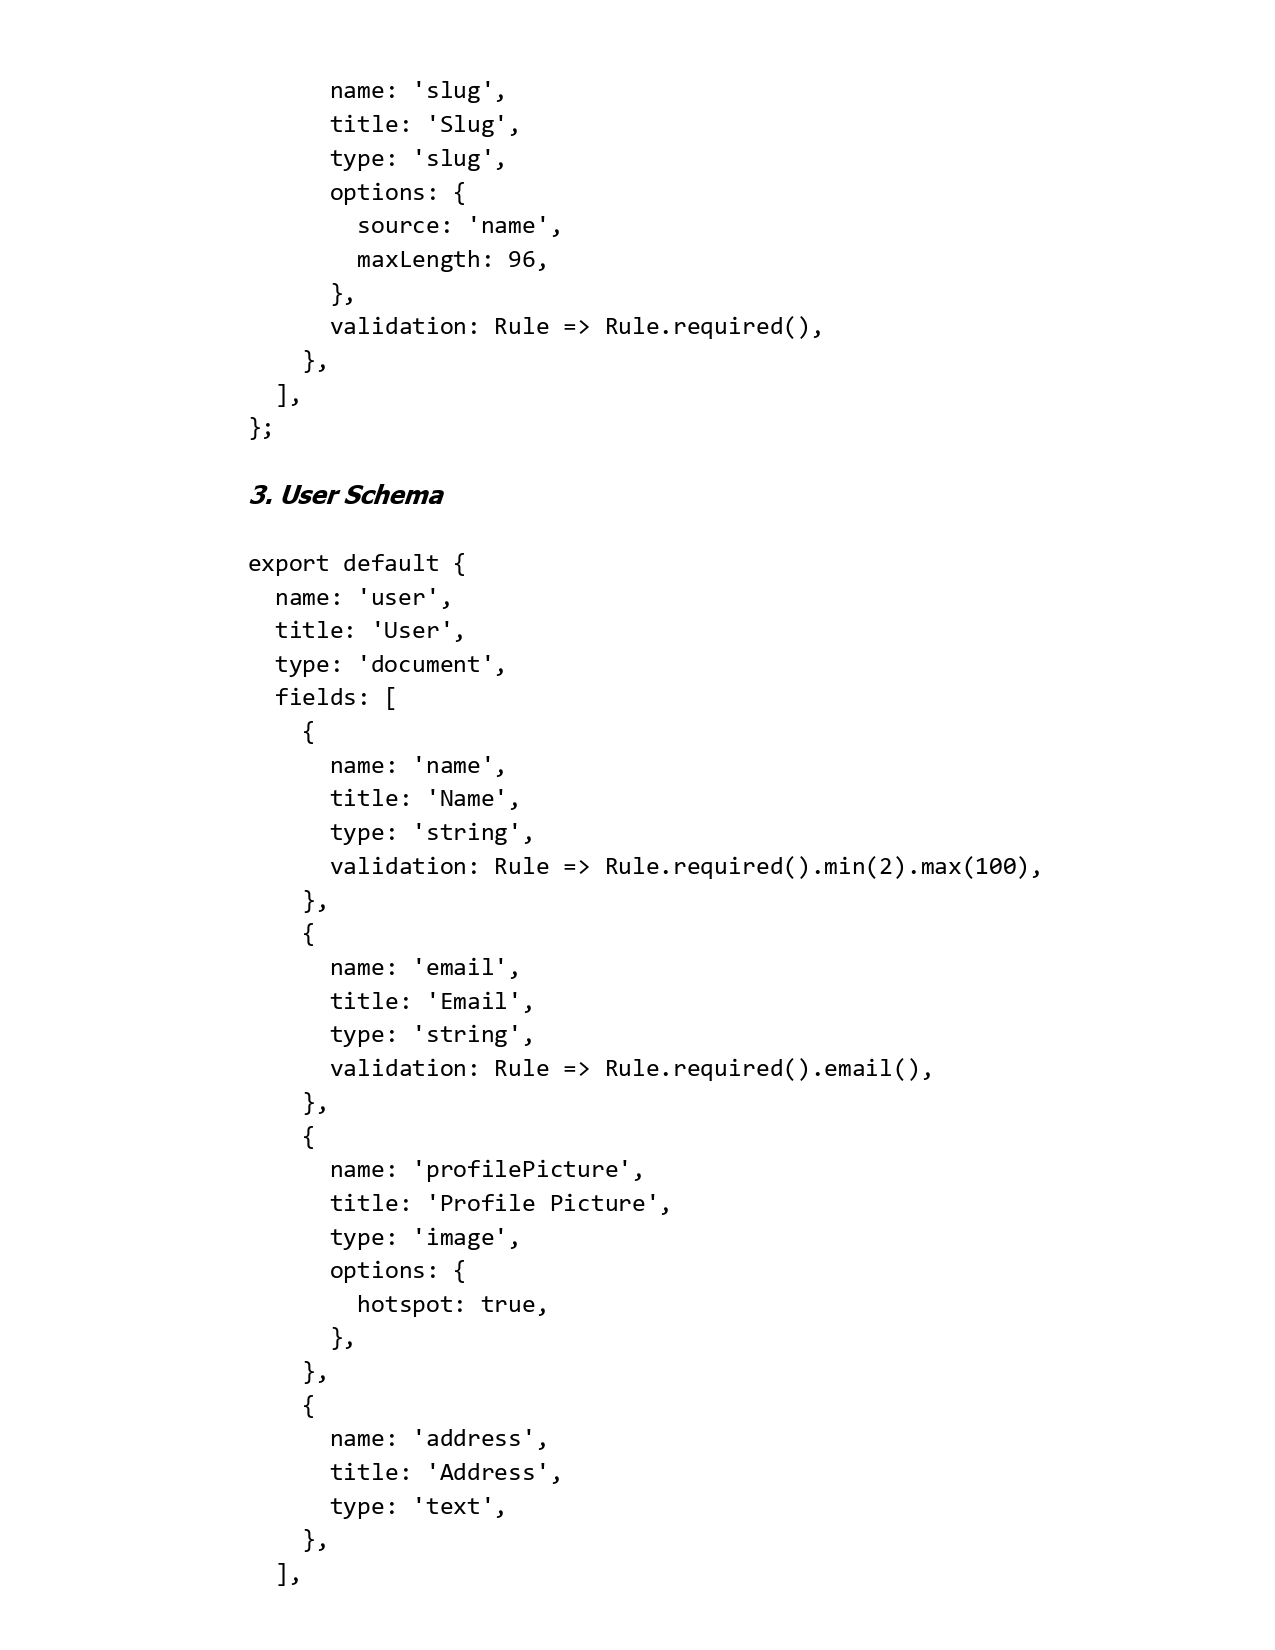 name: 'slug',
      title: 'Slug',
      type: 'slug',
      options: {
        source: 'name',
        maxLength: 96,
      },
      validation: Rule => Rule.required(),
    },
  ],
};
3. User Schema
export default {
  name: 'user',
  title: 'User',
  type: 'document',
  fields: [
    {
      name: 'name',
      title: 'Name',
      type: 'string',
      validation: Rule => Rule.required().min(2).max(100),
    },
    {
      name: 'email',
      title: 'Email',
      type: 'string',
      validation: Rule => Rule.required().email(),
    },
    {
      name: 'profilePicture',
      title: 'Profile Picture',
      type: 'image',
      options: {
        hotspot: true,
      },
    },
    {
      name: 'address',
      title: 'Address',
      type: 'text',
    },
  ],